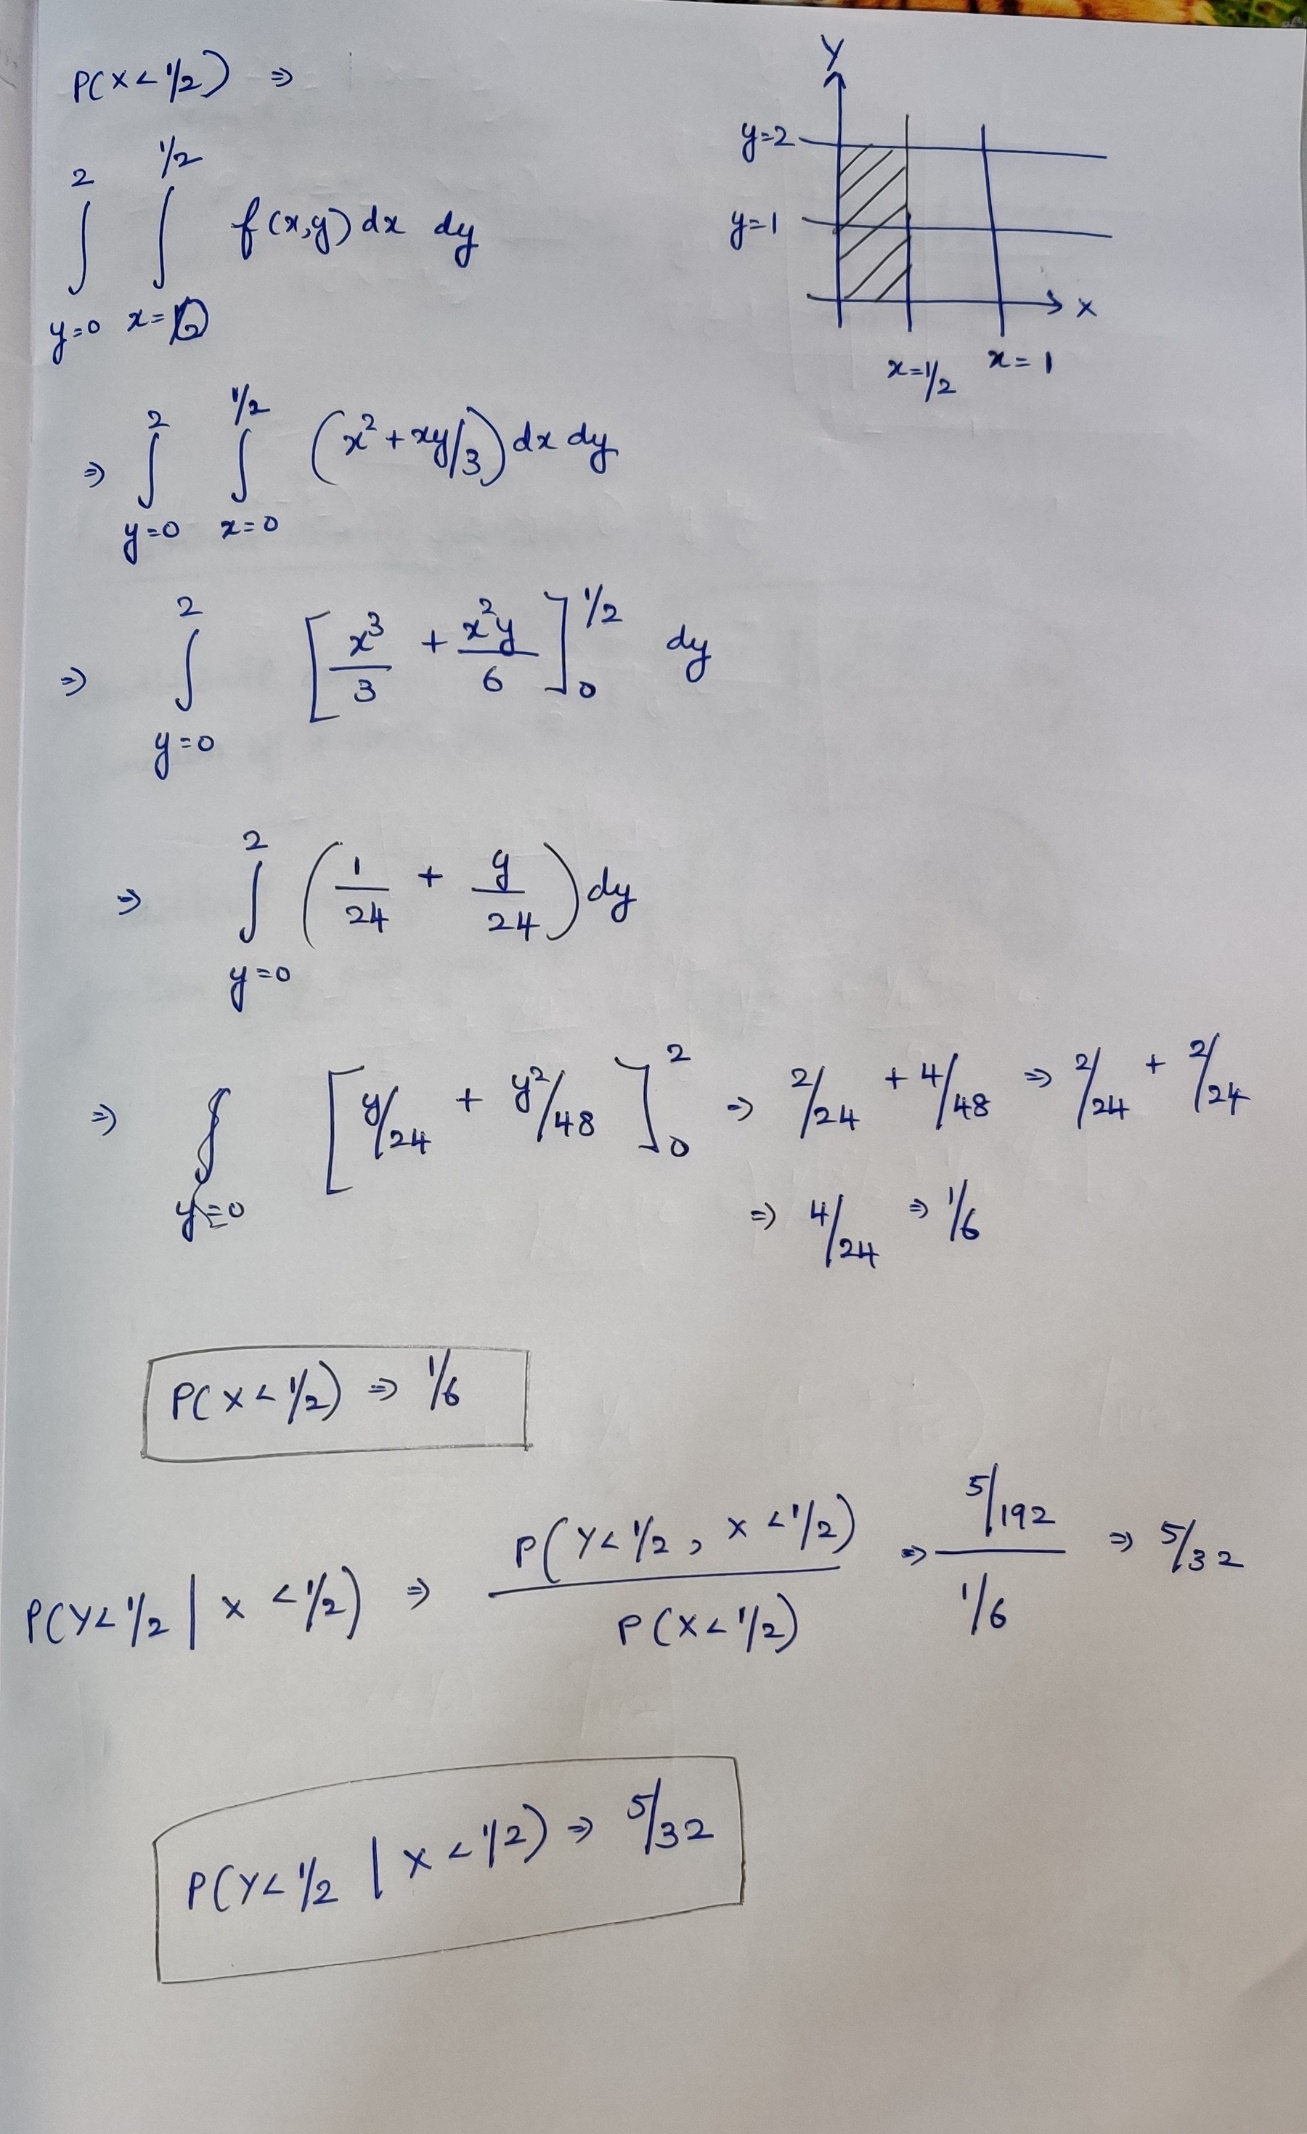 P(X<1/2) ⇒
∫_{y=0}^{2} ∫_{x=0}^{1/2} f(x,y) dx dy
Y
y=2
y=1
X
x=1/2 x=1
⇒ ∫_{y=0}^{2} ∫_{x=0}^{1/2} (x²+xy/3) dx dy
⇒ ∫_{y=0}^{2} [x³/3 + x²y/6]_0^{1/2} dy
⇒ ∫_{y=0}^{2} (1/24 + y/24) dy
⇒ [y/24 + y²/48]_0^2 ⇒ 2/24 + 4/48 ⇒ 2/24 + 2/24
⇒ 4/24 ⇒ 1/6
P(X<1/2) ⇒ 1/6
P(Y<1/2 | X <1/2) ⇒ P(Y<1/2, X <1/2) / P(X<1/2) ⇒ 5/192 / 1/6 ⇒ 5/32
P(Y<1/2 | X <1/2) ⇒ 5/32